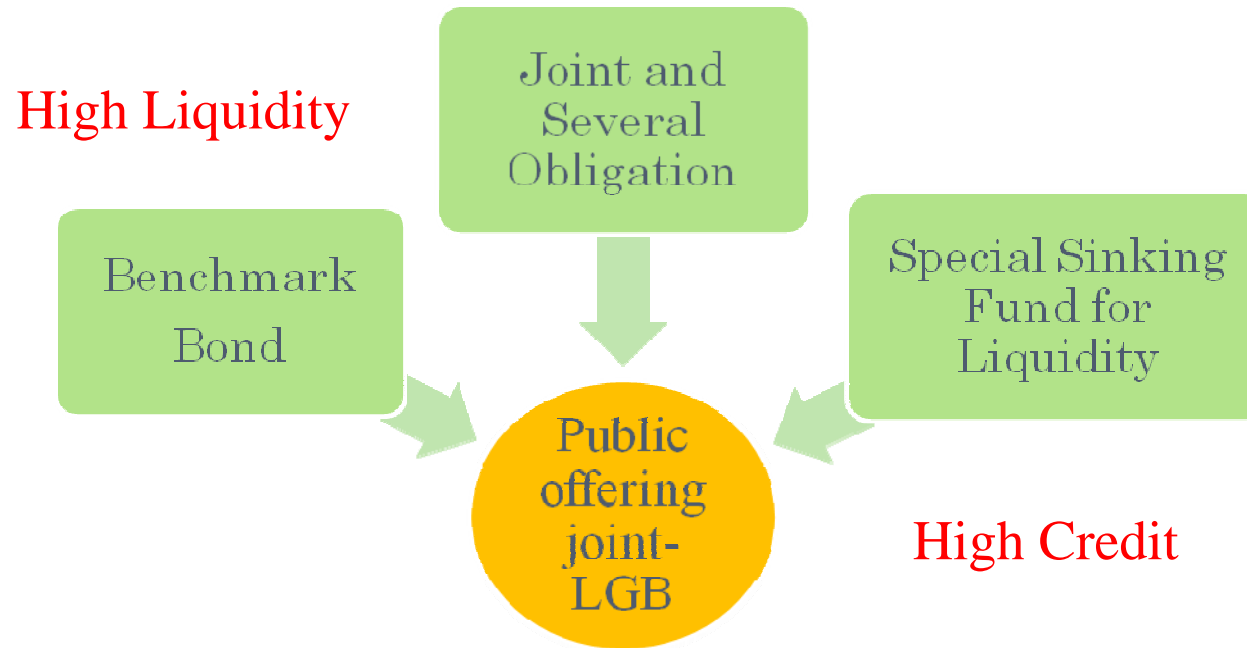 High Liquidity
Joint and
Several
Obligation
Benchmark
Bond
Special Sinking
Fund for
Liquidity
Public
offering
joint-
LGB
High Credit